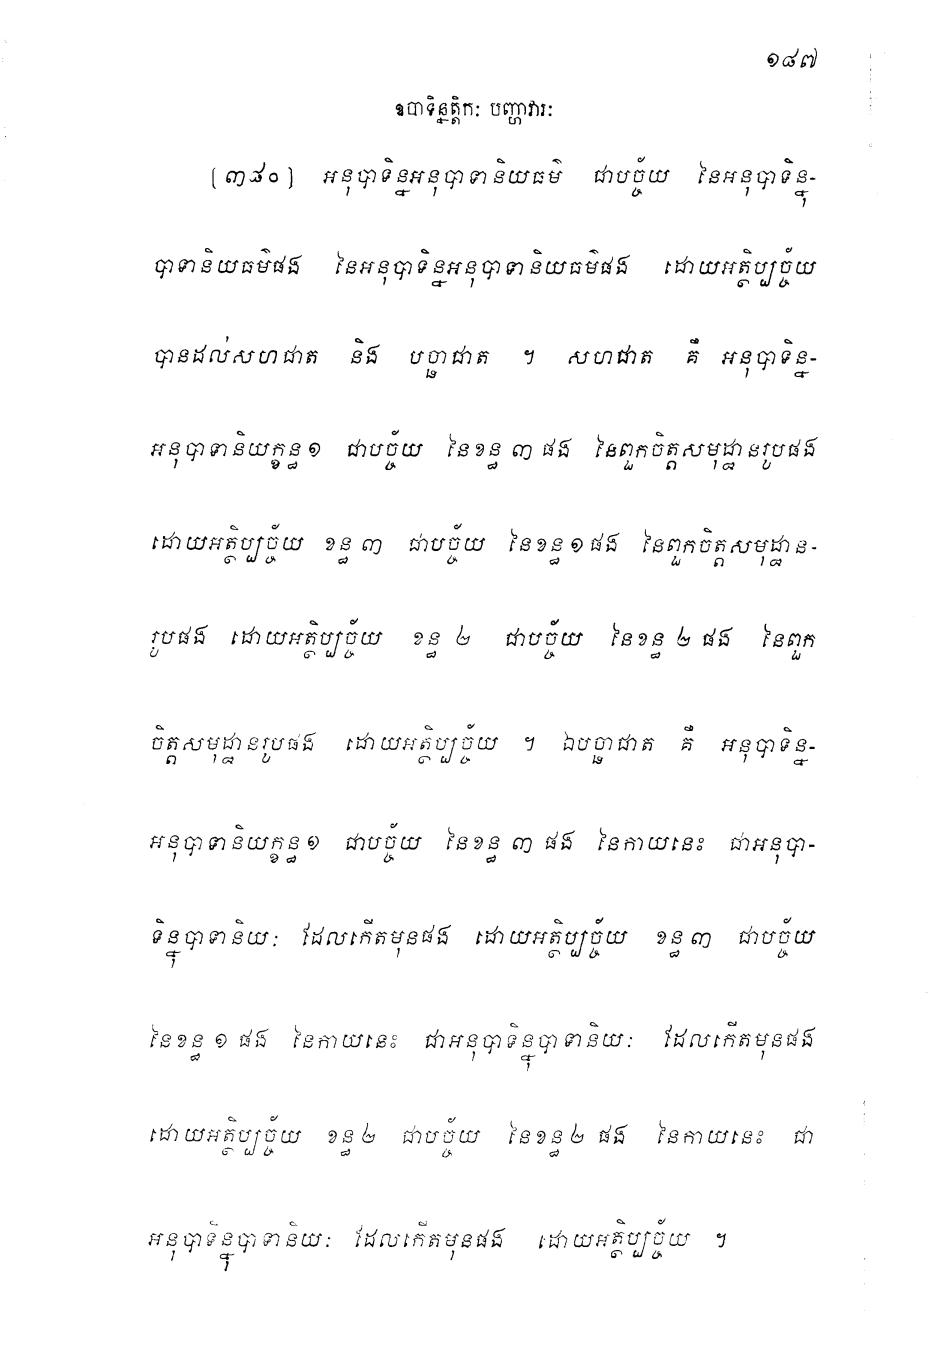 ១៨៧
ឧបាទិន្នត្តិកៈ បញ្ហាវារៈ
(៣៩០) អនុបាទិន្នអនុបាទានិយធម៌ ជាបច្ច័យ នៃអនុបាទិន្នុ-
បាទានិយធម៌ផង នៃអនុបាទិន្នអនុបាទានិយធម៌ផង ដោយអត្ថិប្បច្ច័យ
បានដល់សហជាត និង បច្ឆាជាត ។ សហជាត គឺ អនុបាទិន្ន-
អនុបាទានិយក្ខន្ធ១ ជាបច្ច័យ នៃខន្ធ ៣ ផង នៃពួកចិត្តសមុដ្ឋានរូបផង
ដោយអត្ថិប្បច្ច័យ ខន្ធ ៣ ជាបច្ច័យ នៃខន្ធ១ផង នៃពួកចិត្តសមុដ្ឋាន-
រូបផង ដោយអត្ថិប្បច្ច័យ ខន្ធ ២ ជាបច្ច័យ នៃខន្ធ ២ ផង នៃពួក
ចិត្តសមុដ្ឋានរូបផង ដោយអត្ថិប្បច្ច័យ ។ ឯបច្ឆាជាត គឺ អនុបាទិន្ន-
អនុបាទានិយក្ខន្ធ១ ជាបច្ច័យ នៃខន្ធ ៣ ផង នៃកាយនេះ ជាអនុបា-
ទិន្នុបាទានិយៈ ដែលកើតមុនផង ដោយអត្ថិប្បច្ច័យ ខន្ធ ៣ ជាបច្ច័យ
នៃខន្ធ ១ ផង នៃកាយនេះ ជាអនុបាទិន្នុបាទានិយៈ ដែលកើតមុនផង
ដោយអត្ថិប្បច្ច័យ ខន្ធ២ ជាបច្ច័យ នៃខន្ធ២ ផង នៃកាយនេះ ជា
អនុបាទិន្នុបាទានិយៈ ដែលកើតមុនផង ដោយអត្ថិប្បច្ច័យ ។